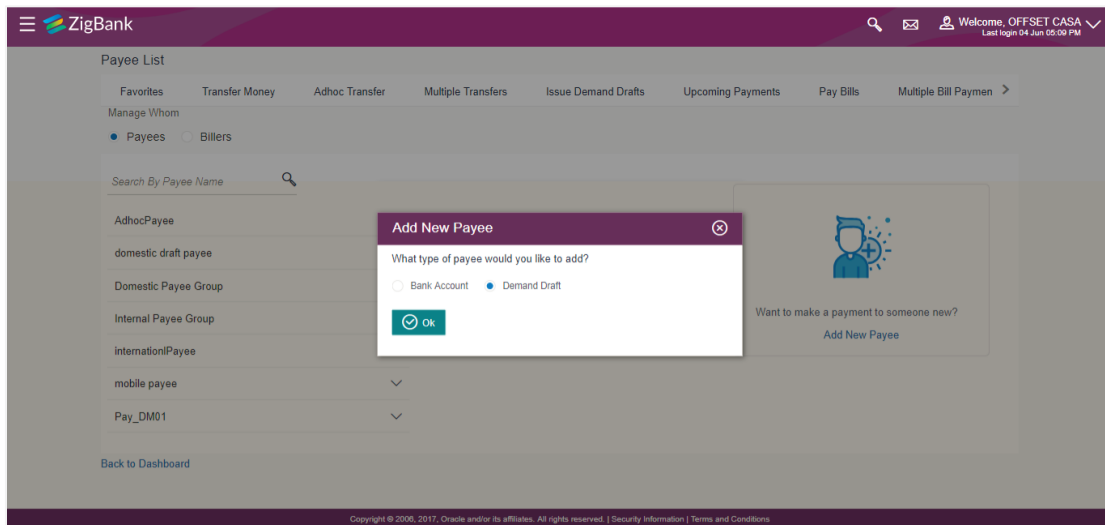 ZigBank
Welcome, OFFSET CASA
Last login 04 Jun 05:09 PM
Payee List
Favorites Transfer Money Adhoc Transfer Multiple Transfers Issue Demand Drafts Upcoming Payments Pay Bills Multiple Bill Paymen
Manage Whom
Payees Billers
Search By Payee Name
AdhocPayee
domestic draft payee
Domestic Payee Group
Internal Payee Group
internationlPayee
mobile payee
Pay_DM01
Add New Payee
What type of payee would you like to add?
Bank Account Demand Draft
Ok
Want to make a payment to someone new?
Add New Payee
Back to Dashboard
Copyright © 2006, 2017, Oracle and/or its affiliates. All rights reserved. | Security Information | Terms and Conditions